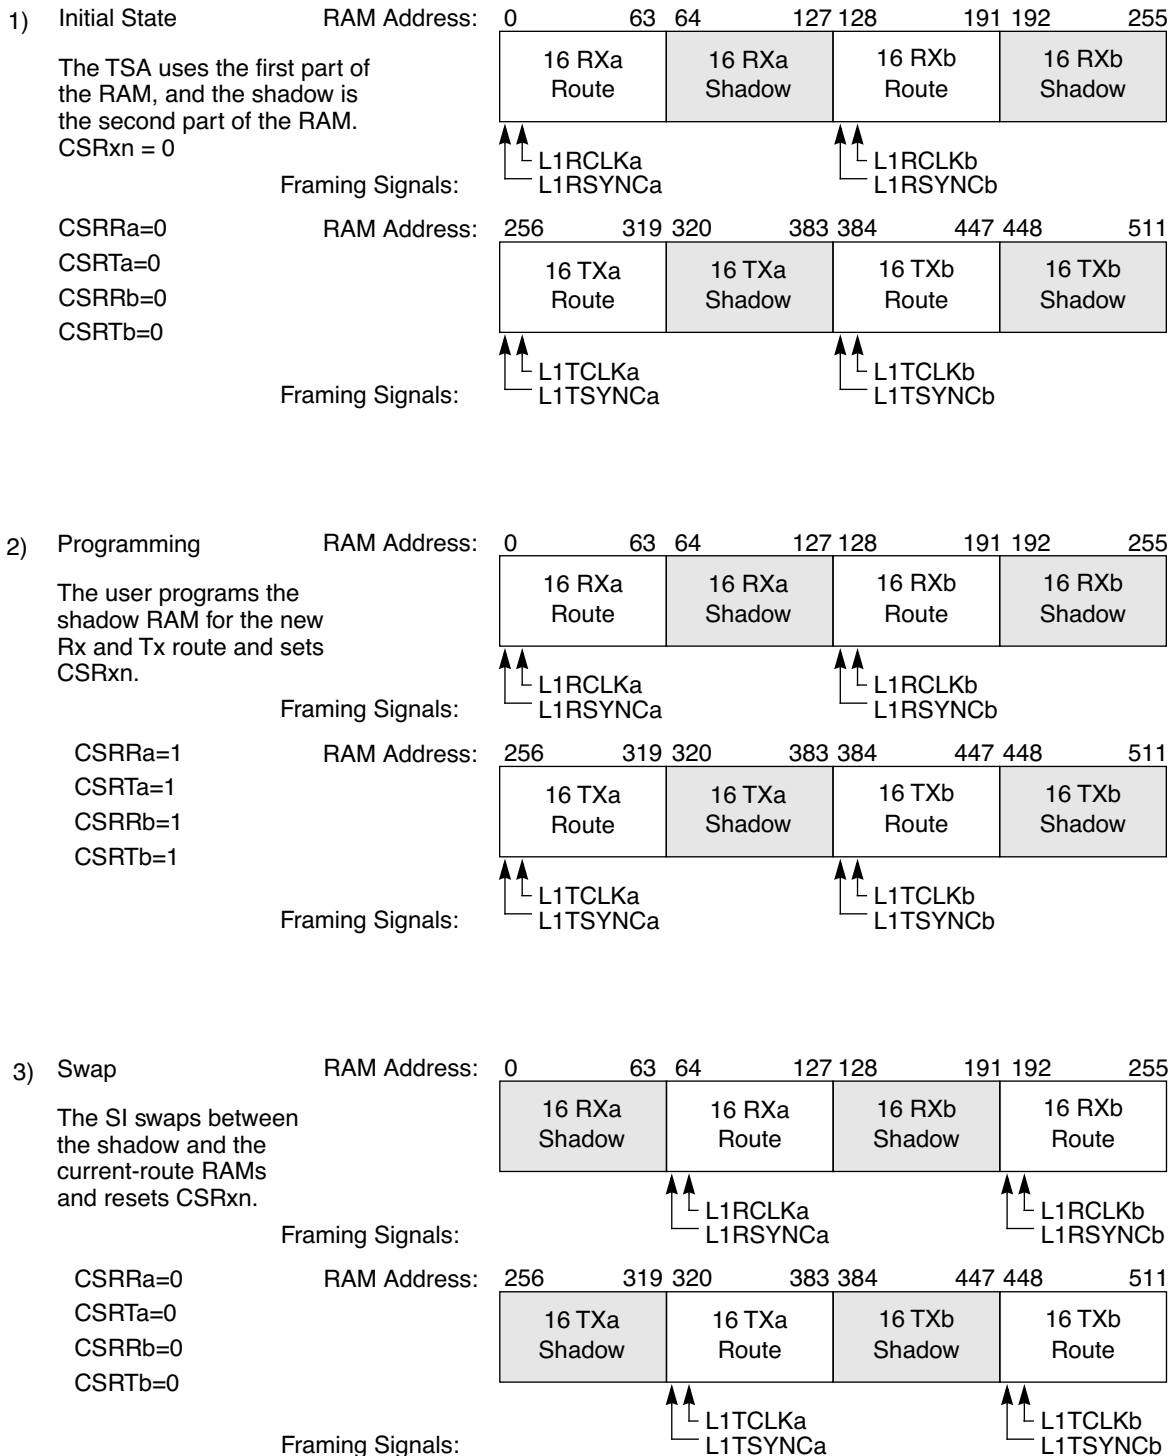 1) Initial State RAM Address: 0 63 64 127 128 191 192 255
The TSA uses the first part of
the RAM, and the shadow is
the second part of the RAM.
CSRxn = 0
16 RXa Route 16 RXa Shadow 16 RXb Route 16 RXb Shadow
L1RCLKa L1RCLKb
Framing Signals: L1RSYNCa L1RSYNCb
CSRRa=0 RAM Address: 256 319 320 383 384 447 448 511
CSRTa=0
CSRRb=0
CSRTb=0
16 TXa Route 16 TXa Shadow 16 TXb Route 16 TXb Shadow
L1TCLKa L1TCLKb
Framing Signals: L1TSYNCa L1TSYNCb
2) Programming RAM Address: 0 63 64 127 128 191 192 255
The user programs the
shadow RAM for the new
Rx and Tx route and sets
CSRxn.
16 RXa Route 16 RXa Shadow 16 RXb Route 16 RXb Shadow
L1RCLKa L1RCLKb
Framing Signals: L1RSYNCa L1RSYNCb
CSRRa=1 RAM Address: 256 319 320 383 384 447 448 511
CSRTa=1
CSRRb=1
CSRTb=1
16 TXa Route 16 TXa Shadow 16 TXb Route 16 TXb Shadow
L1TCLKa L1TCLKb
Framing Signals: L1TSYNCa L1TSYNCb
3) Swap RAM Address: 0 63 64 127 128 191 192 255
The SI swaps between
the shadow and the
current-route RAMs
and resets CSRxn.
16 RXa Shadow 16 RXa Route 16 RXb Shadow 16 RXb Route
L1RCLKa L1RCLKb
Framing Signals: L1RSYNCa L1RSYNCb
CSRRa=0 RAM Address: 256 319 320 383 384 447 448 511
CSRTa=0
CSRRb=0
CSRTb=0
16 TXa Shadow 16 TXa Route 16 TXb Shadow 16 TXb Route
L1TCLKa L1TCLKb
Framing Signals: L1TSYNCa L1TSYNCb